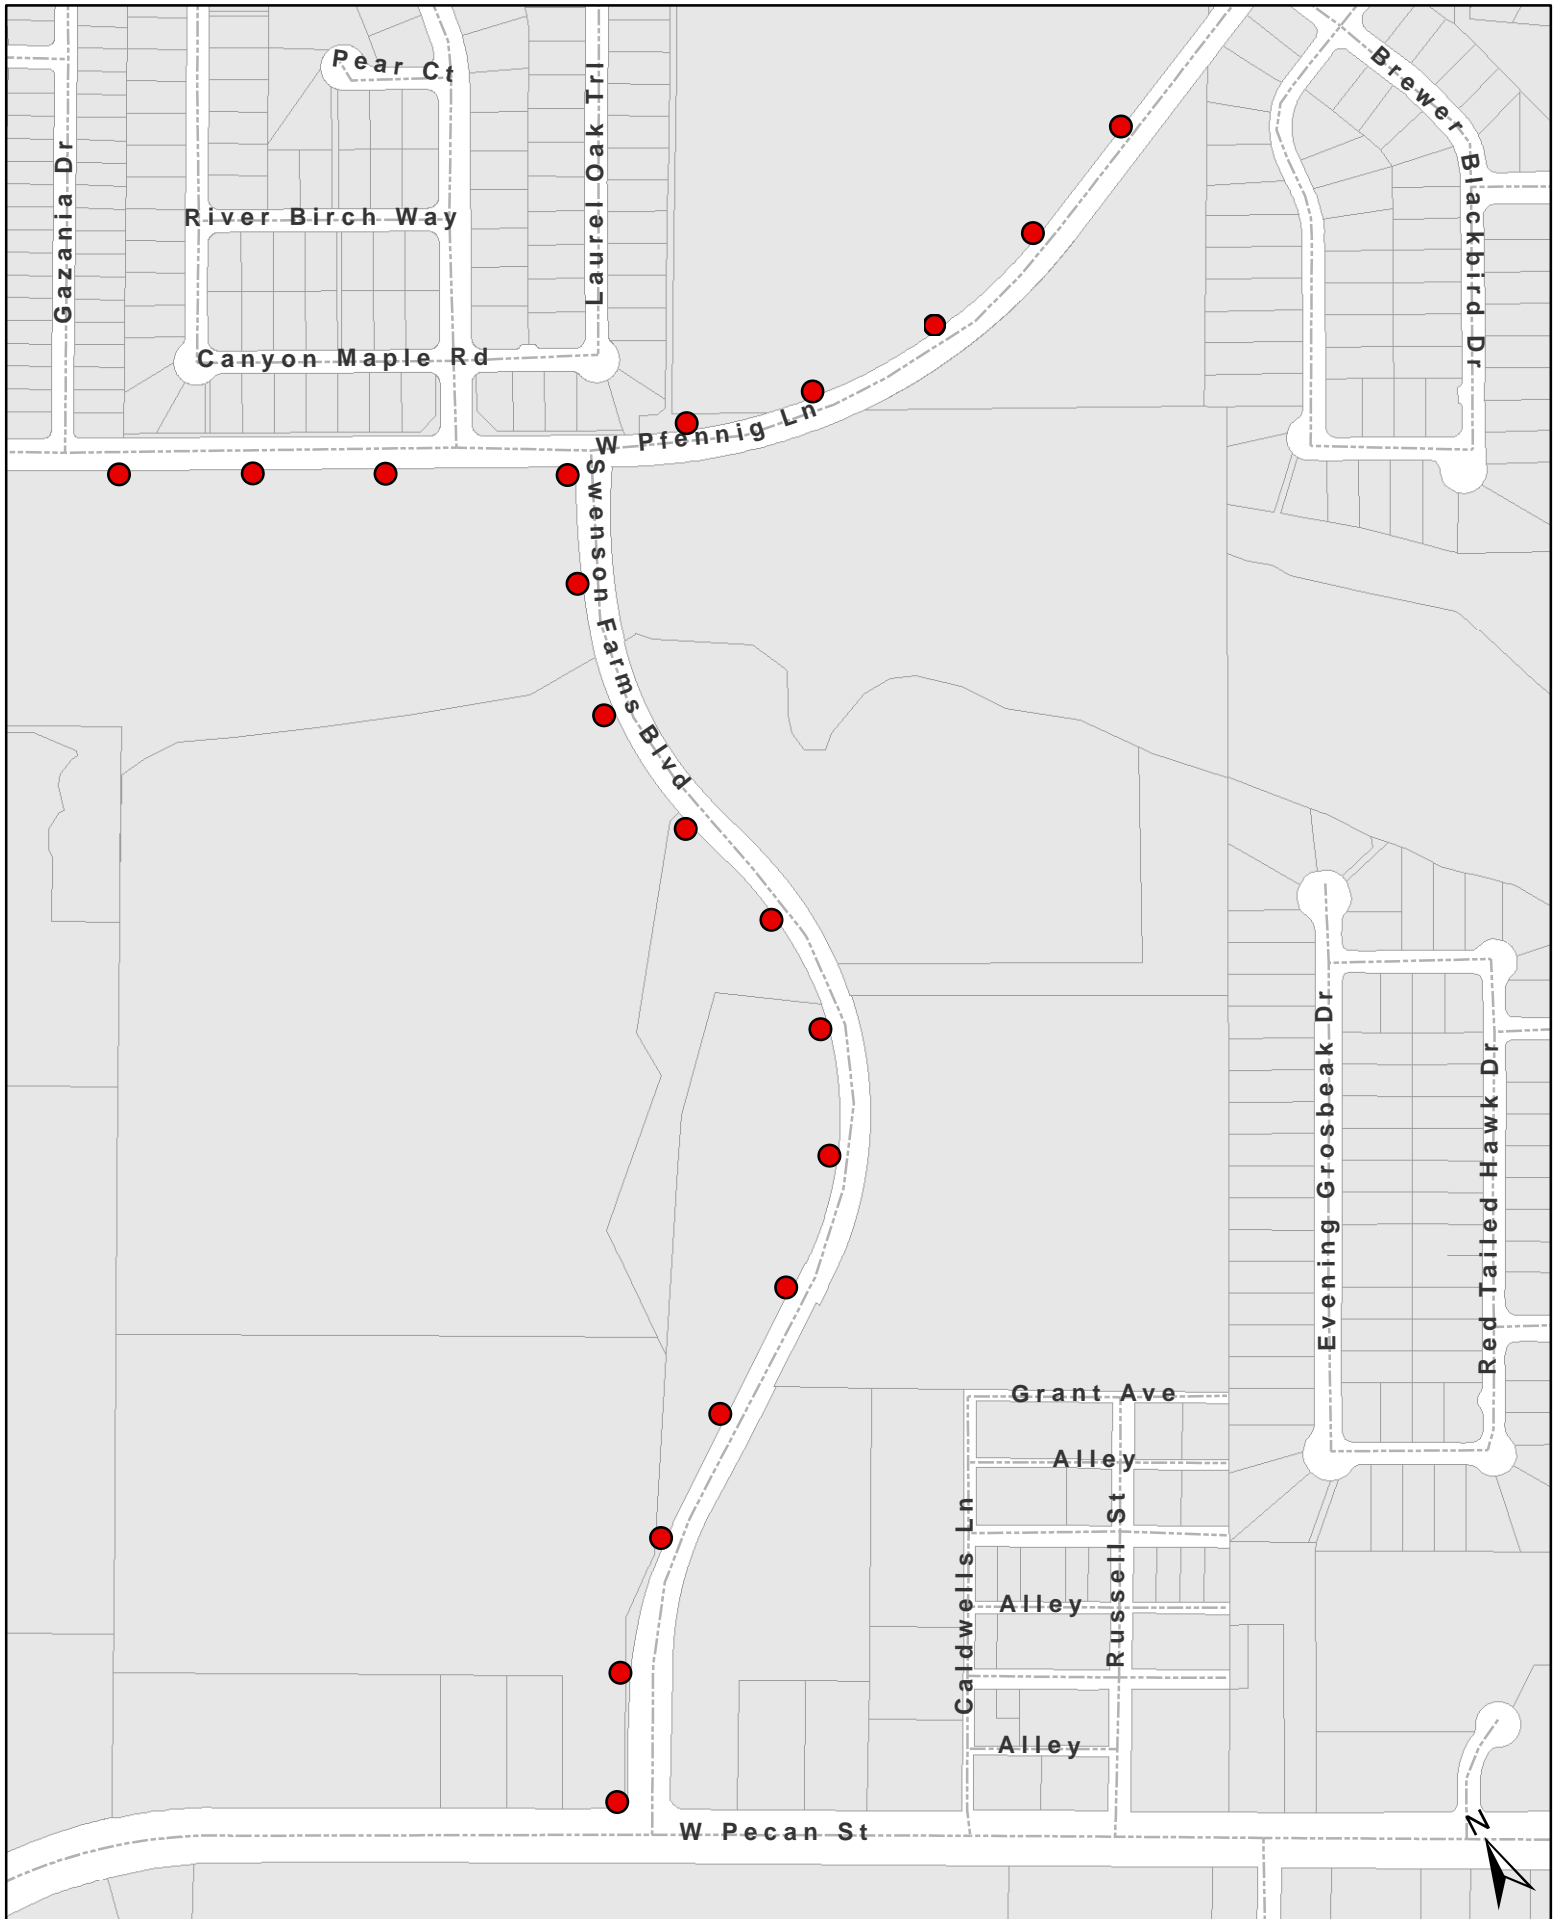 Pear Ct
Brewer Blackbird Dr
Gazania Dr
Laurel Oak Trl
River Birch Way
Canyon Maple Rd
W Pfennig Ln
Swenson Farms Blvd
Evening Grosbeak Dr
Red Tailed Hawk Dr
Grant Ave
Alley
Caldwells Ln
Russell St
Alley
Alley
W Pecan St
N